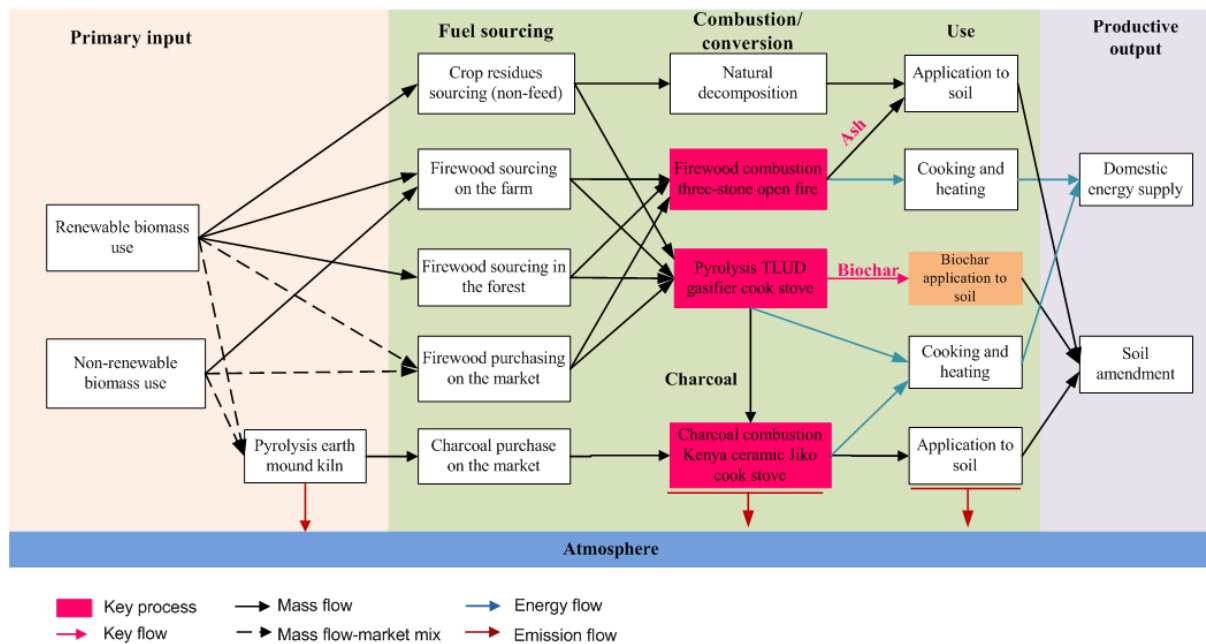 Primary input
Fuel sourcing
Combustion/
conversion
Use
Productive
output
Crop residues
sourcing (non-feed)
Natural
decomposition
Application to
soil
Ash
Firewood sourcing
on the farm
Firewood combustion
three-stone open fire
Cooking and
heating
Domestic
energy supply
Renewable biomass
use
Firewood sourcing in
the forest
Pyrolysis TLUD
gasifier cook stove
Biochar
Biochar
application to
soil
Non-renewable
biomass use
Firewood purchasing
on the market
Charcoal
Cooking and
heating
Soil
amendment
Pyrolysis earth
mound kiln
Charcoal purchase
on the market
Charcoal combustion
Kenya ceramic Jiko
cook stove
Application to
soil
Atmosphere
Key process
Mass flow
Energy flow
Key flow
Mass flow-market mix
Emission flow